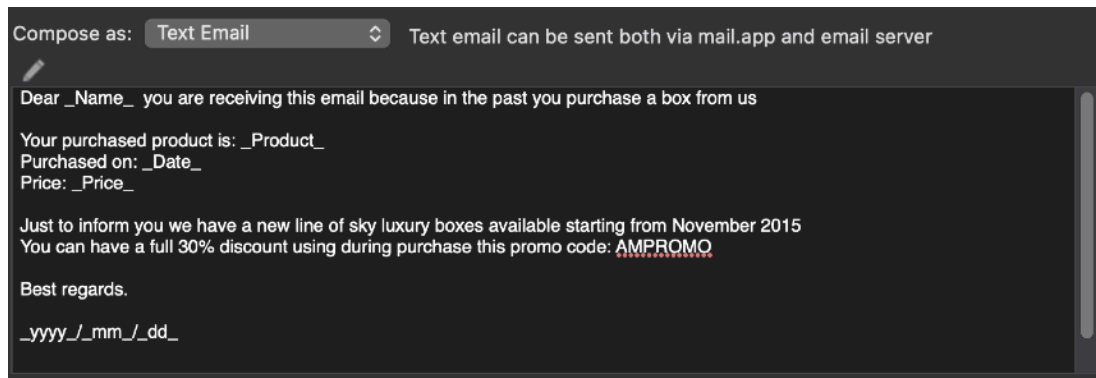 Compose as: Text Email Text email can be sent both via mail.app and email server
Dear _Name_  you are receiving this email because in the past you purchase a box from us
Your purchased product is: _Product_
Purchased on: _Date_
Price: _Price_
Just to inform you we have a new line of sky luxury boxes available starting from November 2015
You can have a full 30% discount using during purchase this promo code: AMPROMO
Best regards.
_yyyy_/_mm_/_dd_